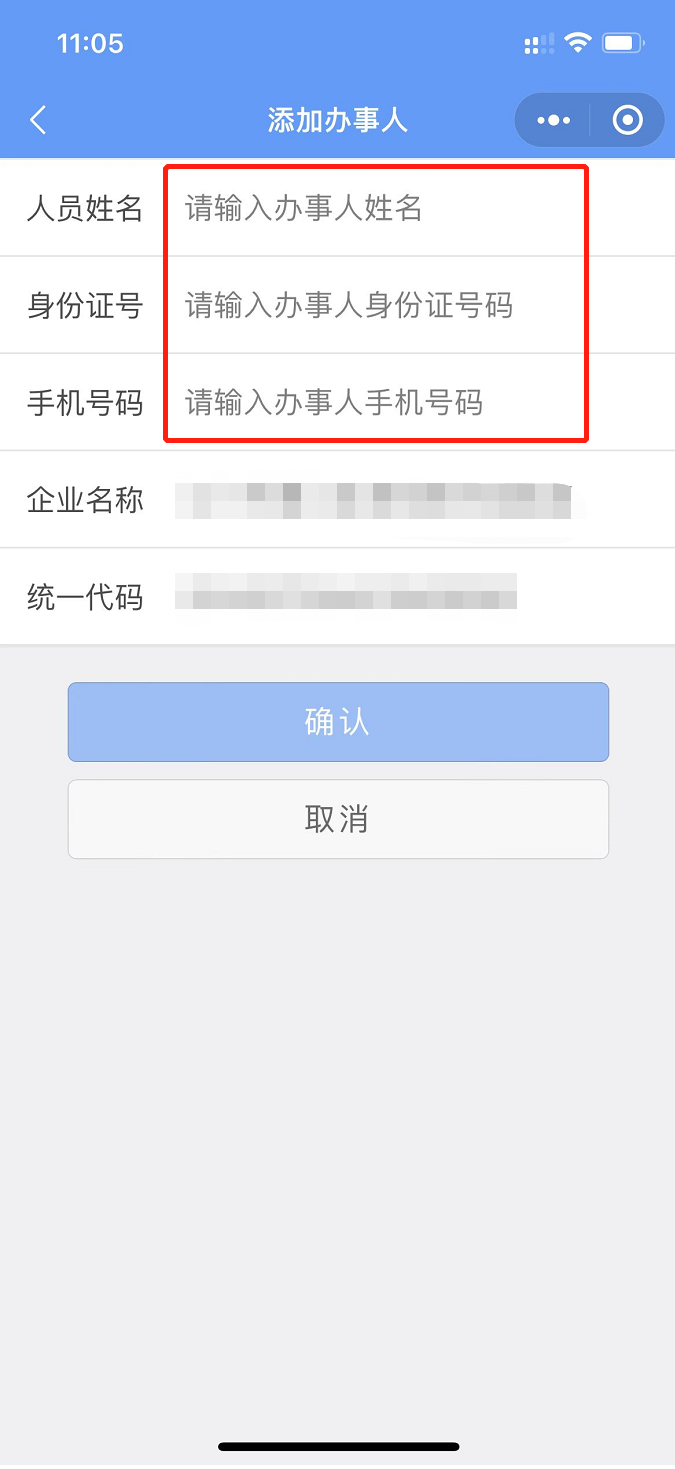 11:05
添加办事人
人员姓名 请输入办事人姓名
身份证号 请输入办事人身份证号码
手机号码 请输入办事人手机号码
企业名称
统一代码
确认
取消